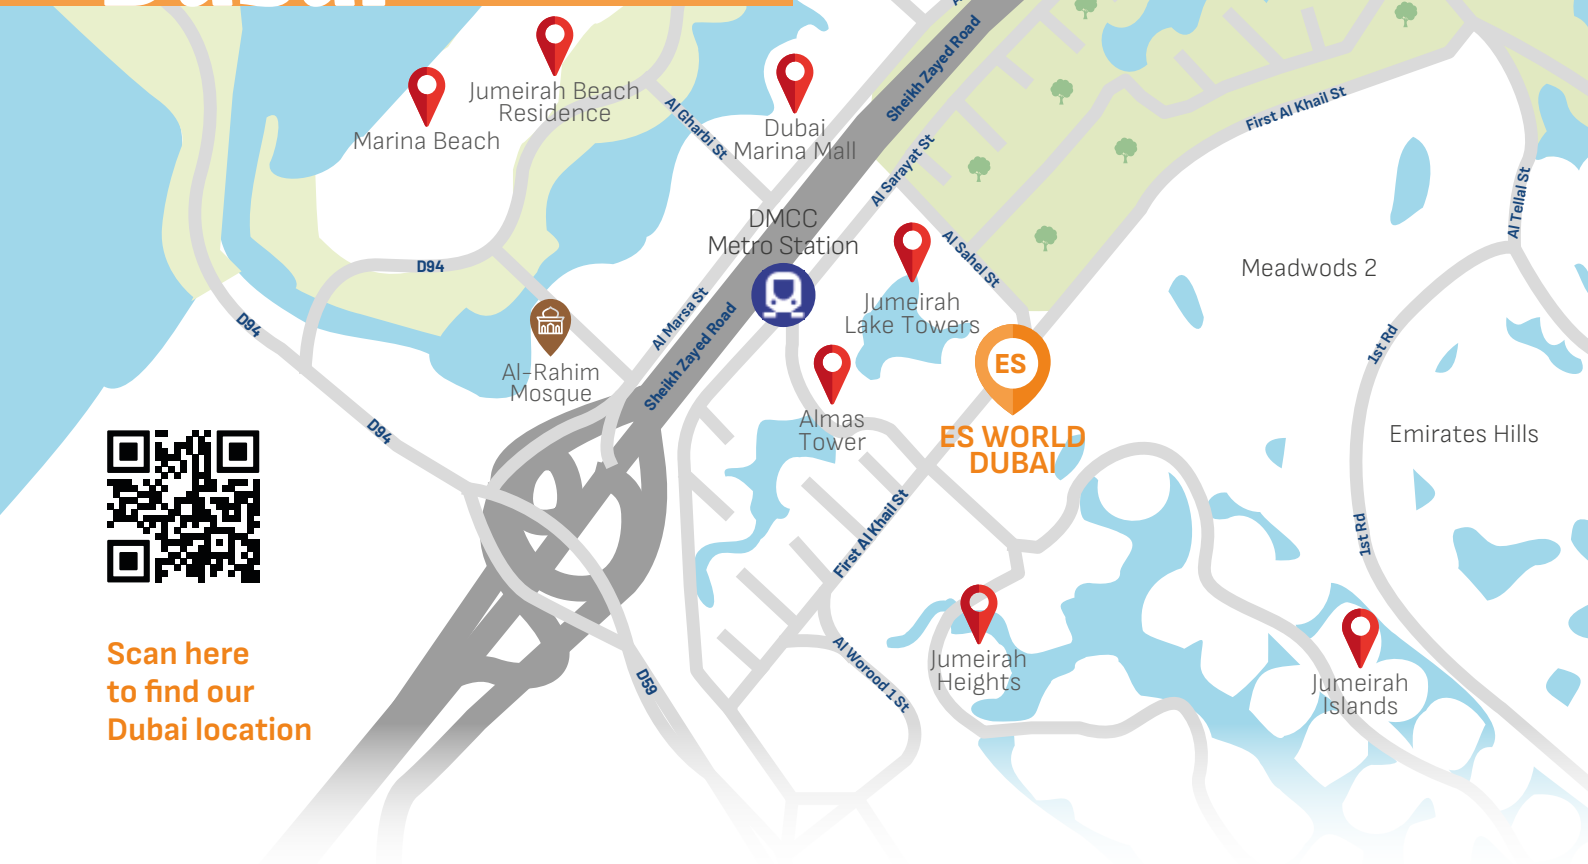 Dubai
Jumeirah Beach
Residence
Marina Beach
Al Gharbi St
Dubai
Marina Mall
Sheikh Zayed Road
Al Sarayat St
First Al Khail St
Al Tellal St
DMCC
Metro Station
Al Sahel St
D94
Meadwods 2
Jumeirah
Lake Towers
Al Marsa St
Sheikh Zayed Road
D94
1st Rd
ES
Al-Rahim
Mosque
Almas
Tower
D94
ES WORLD
DUBAI
Emirates Hills
First Al Khail St
1st Rd
Scan here
to find our
Dubai location
Al Worood 1 St
D59
Jumeirah
Heights
Jumeirah
Islands